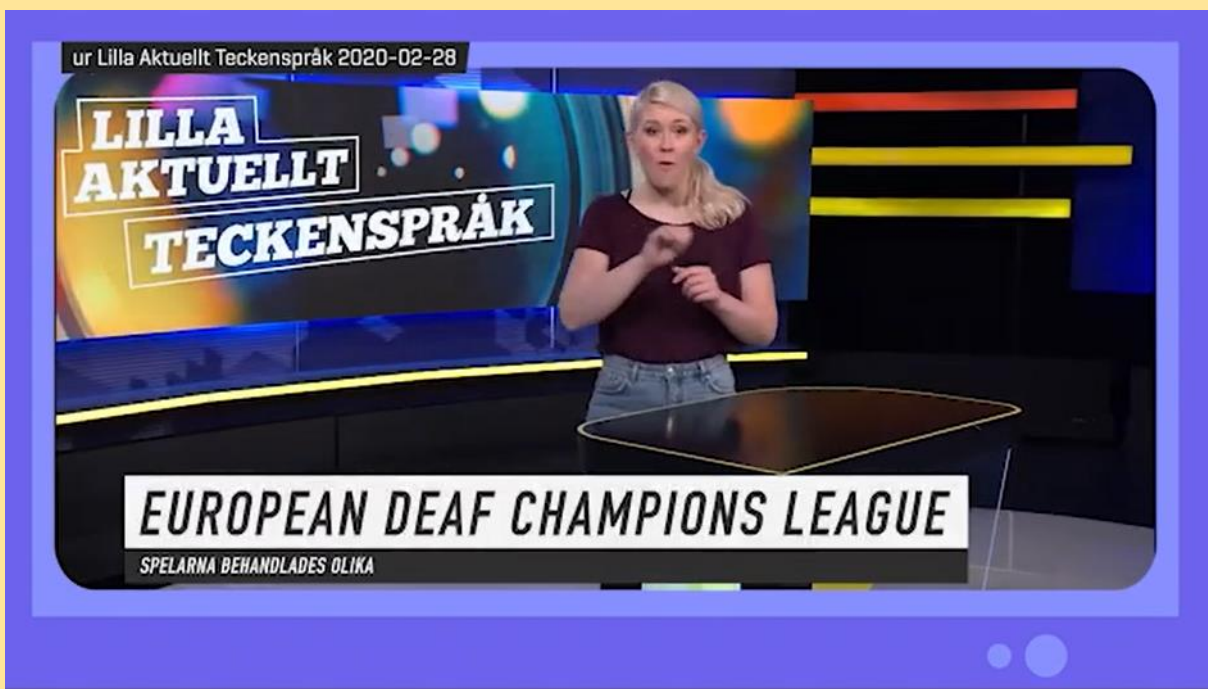 ur Lilla Aktuellt Teckenspråk 2020-02-28
LILLA
AKTUELLT
TECKENSPRÅK
EUROPEAN DEAF CHAMPIONS LEAGUE
SPELARNA BEHANDLADES OLIKA